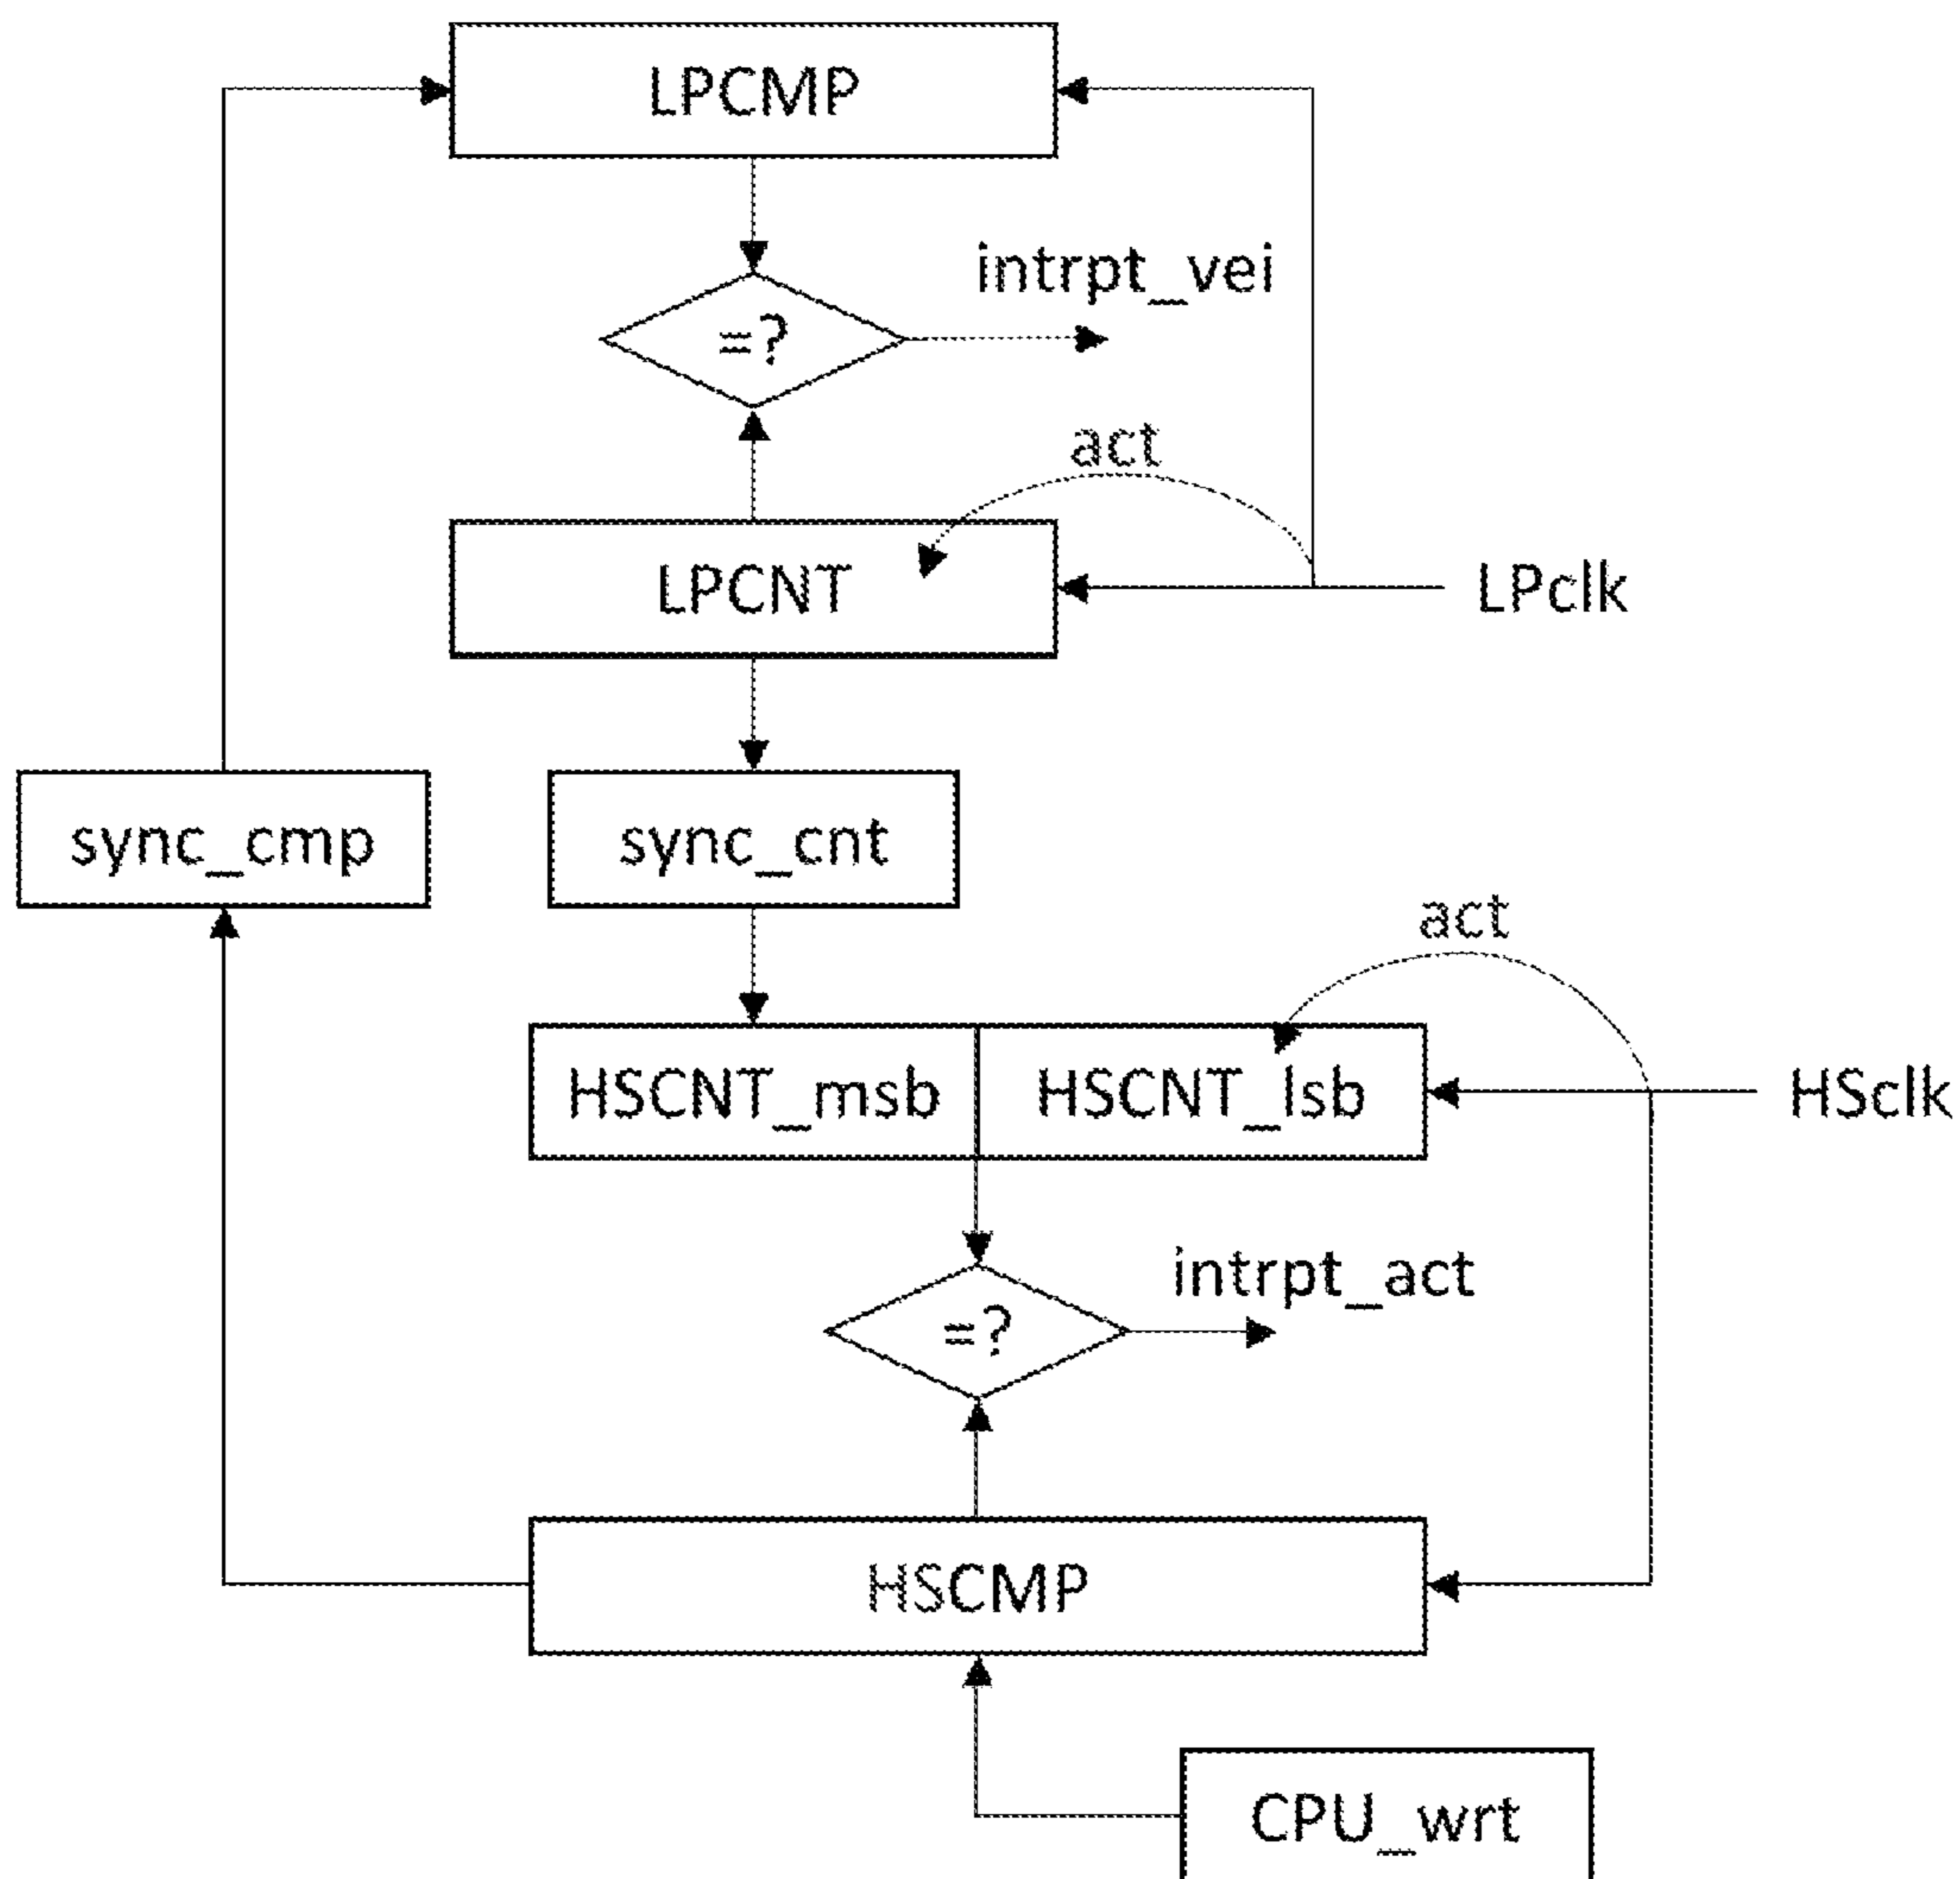 LPCMP
intrpt_vei
=?
act
LPCNT
LPclk
sync_cmp
sync_cnt
act
HSCNT_msb
HSCNT_lsb
HSclk
intrpt_act
=?
HSCMP
CPU_wrt